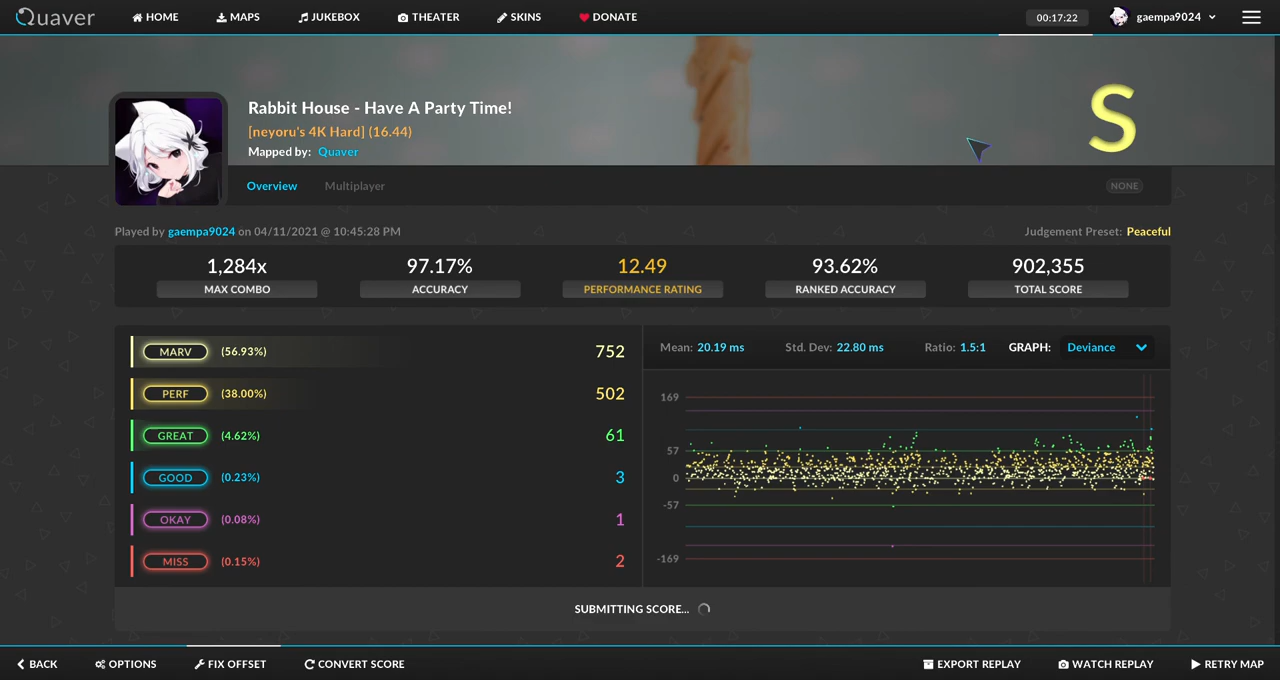 Quaver HOME MAPS JUKEBOX THEATER SKINS DONATE 00:17:22 gaempa9024
Rabbit House - Have A Party Time!
[neyoru's 4K Hard] (16.44)
Mapped by: Quaver
S
Overview Multiplayer NONE
Played by gaempa9024 on 04/11/2021 @ 10:45:28 PM Judgement Preset: Peaceful
1,284x 97.17% 12.49 93.62% 902,355
MAX COMBO ACCURACY PERFORMANCE RATING RANKED ACCURACY TOTAL SCORE
MARV (56.93%) 752
PERF (38.00%) 502
GREAT (4.62%) 61
GOOD (0.23%) 3
OKAY (0.08%) 1
MISS (0.15%) 2
Mean: 20.19 ms Std. Dev: 22.80 ms Ratio: 1.5:1 GRAPH: Deviance
169
57
0
-57
-169
SUBMITTING SCORE...
BACK OPTIONS FIX OFFSET CONVERT SCORE EXPORT REPLAY WATCH REPLAY RETRY MAP